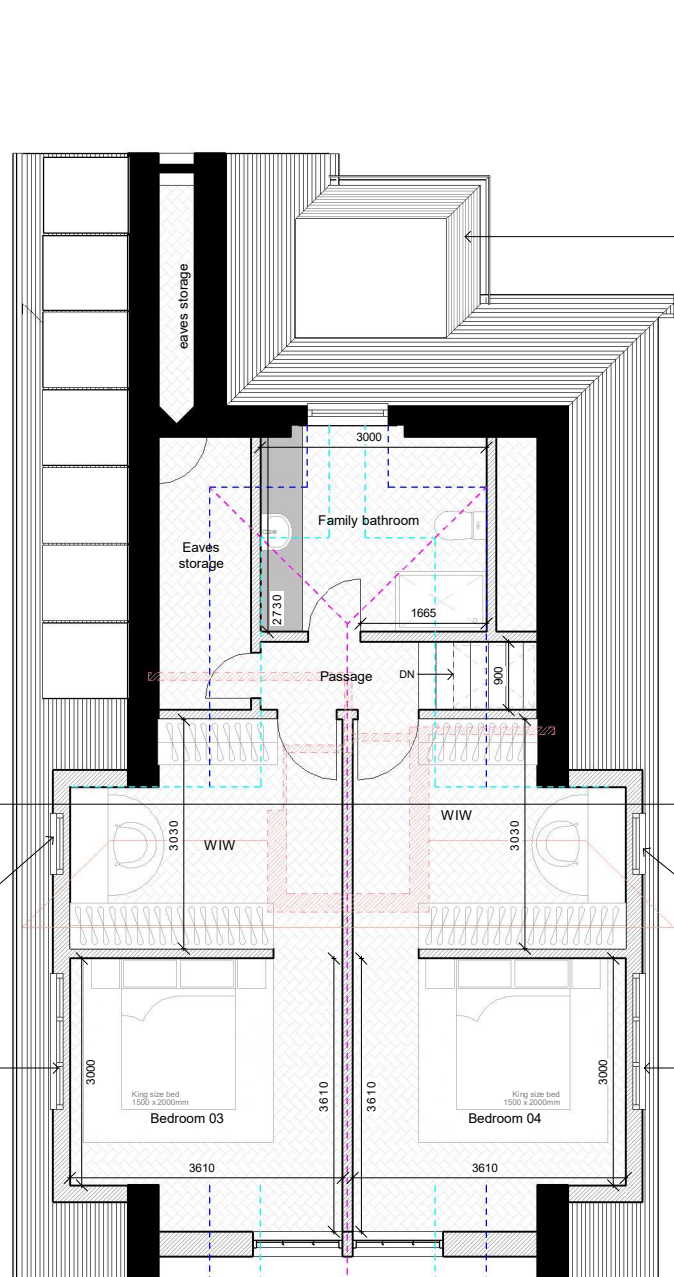 eaves storage
3000
Family bathroom
Eaves
storage
2730
1665
Passage
DN
900
WIW
WIW
3030
3030
3000
3610
3610
3000
King size bed
1500 x 2000mm
King size bed
1500 x 2000mm
Bedroom 03
Bedroom 04
3610
3610